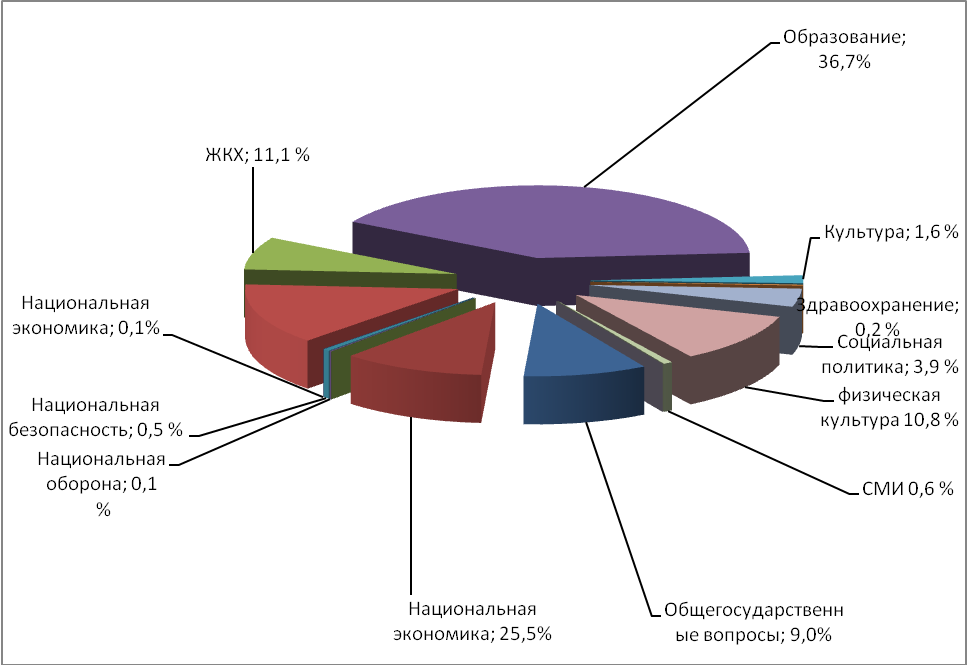 Образование;
36,7%
ЖКХ; 11,1 %
Культура; 1,6 %
Национальная
экономика; 0,1%
Здравоохранение;
0,2 %
Социальная
политика; 3,9 %
Национальная
безопасность; 0,5 %
физическая
культура 10,8 %
Национальная
оборона; 0,1
%
СМИ 0,6 %
Национальная
экономика; 25,5%
Общегосударственн
ые вопросы; 9,0%